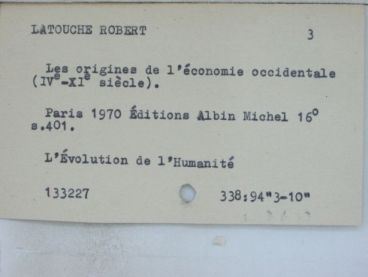 LATOUCHE ROBERT 3
Les origines de l'économie occidentale
(IVe-XIe siècle).
Paris 1970 Éditions Albin Michel 16º
s.401.
L'Évolution de l'Humanité
133227 338:94"3-10"